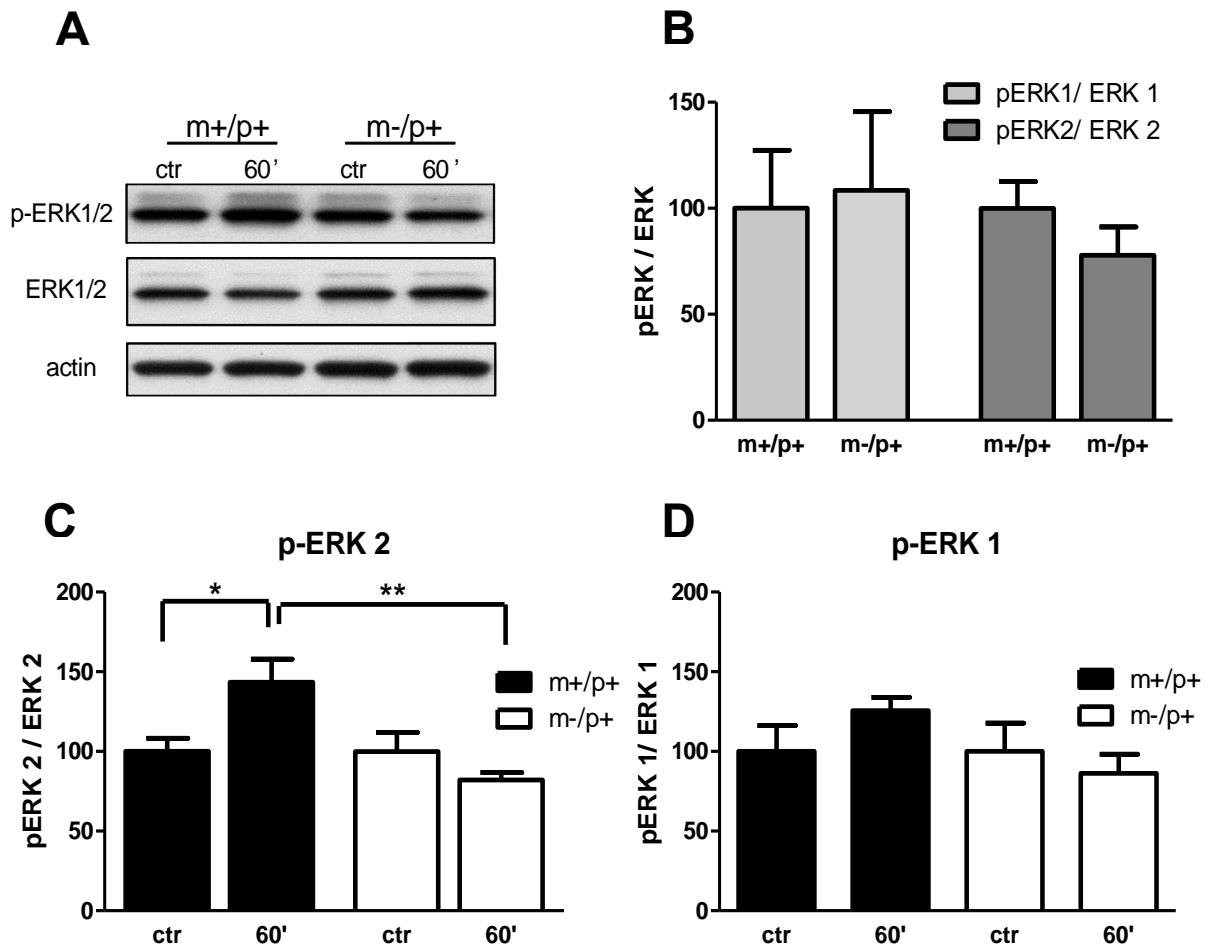 A
m+/p+ m-/p+
ctr 60' ctr 60'
p-ERK1/2
ERK1/2
actin
B
pERK1/ ERK 1
pERK2/ ERK 2
pERK / ERK
150
100
50
0
m+/p+ m-/p+ m+/p+ m-/p+
C
p-ERK 2
* **
pERK 2 / ERK 2
200
150
100
50
0
m+/p+
m-/p+
ctr 60' ctr 60'
D
p-ERK 1
pERK 1/ ERK 1
200
150
100
50
0
m+/p+
m-/p+
ctr 60' ctr 60'